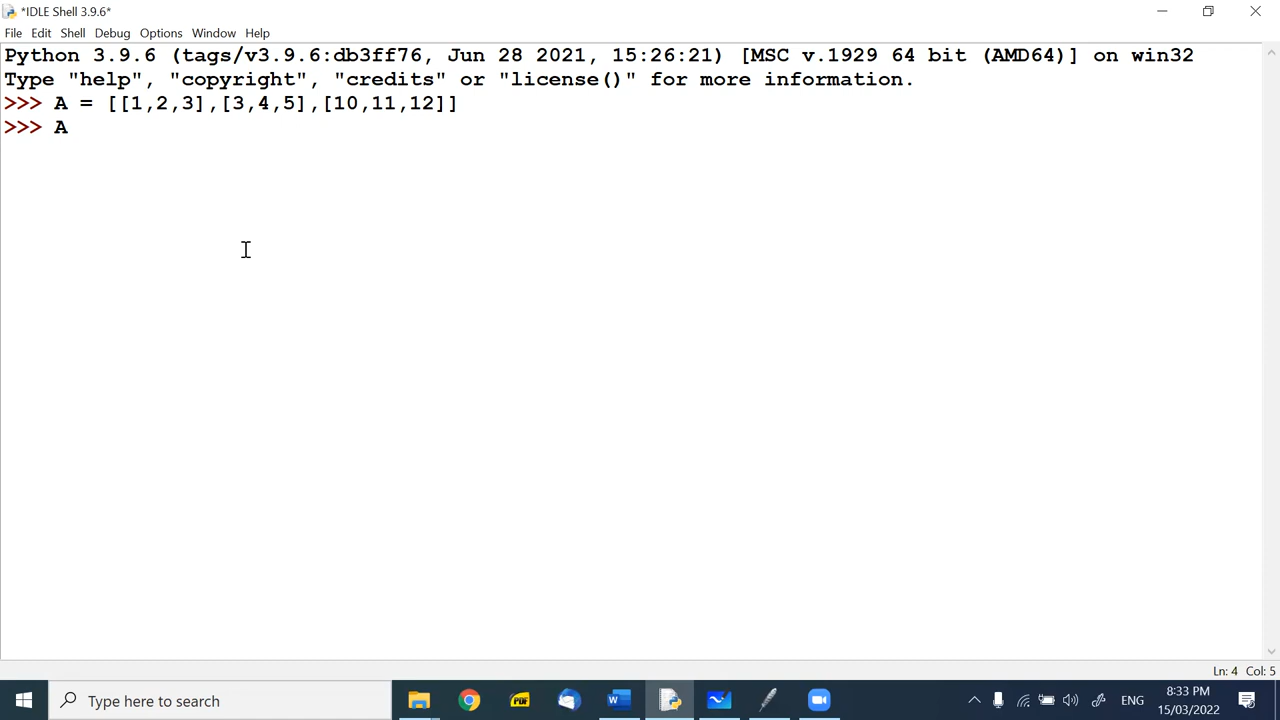 *IDLE Shell 3.9.6*
File Edit Shell Debug Options Window Help
Python 3.9.6 (tags/v3.9.6:db3ff76, Jun 28 2021, 15:26:21) [MSC v.1929 64 bit (AMD64)] on win32
Type "help", "copyright", "credits" or "license()" for more information.
>>> A = [[1,2,3],[3,4,5],[10,11,12]]
>>> A
Ln: 4 Col: 5
Type here to search
PDF
W
ENG
8:33 PM
15/03/2022